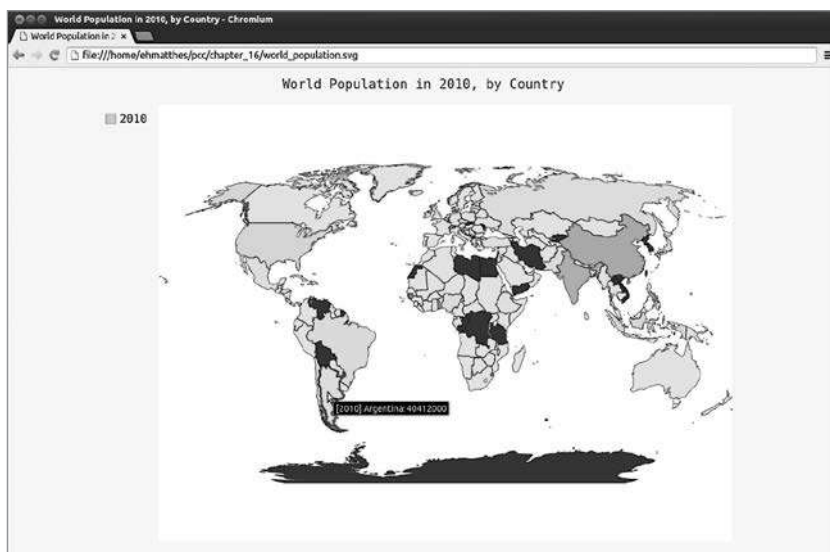 World Population in 2010, by Country - Chromium
World Population in 2
file:///home/ehmatthes/pcc/chapter_16/world_population.svg
World Population in 2010, by Country
2010
[2010] Argentina: 40412000